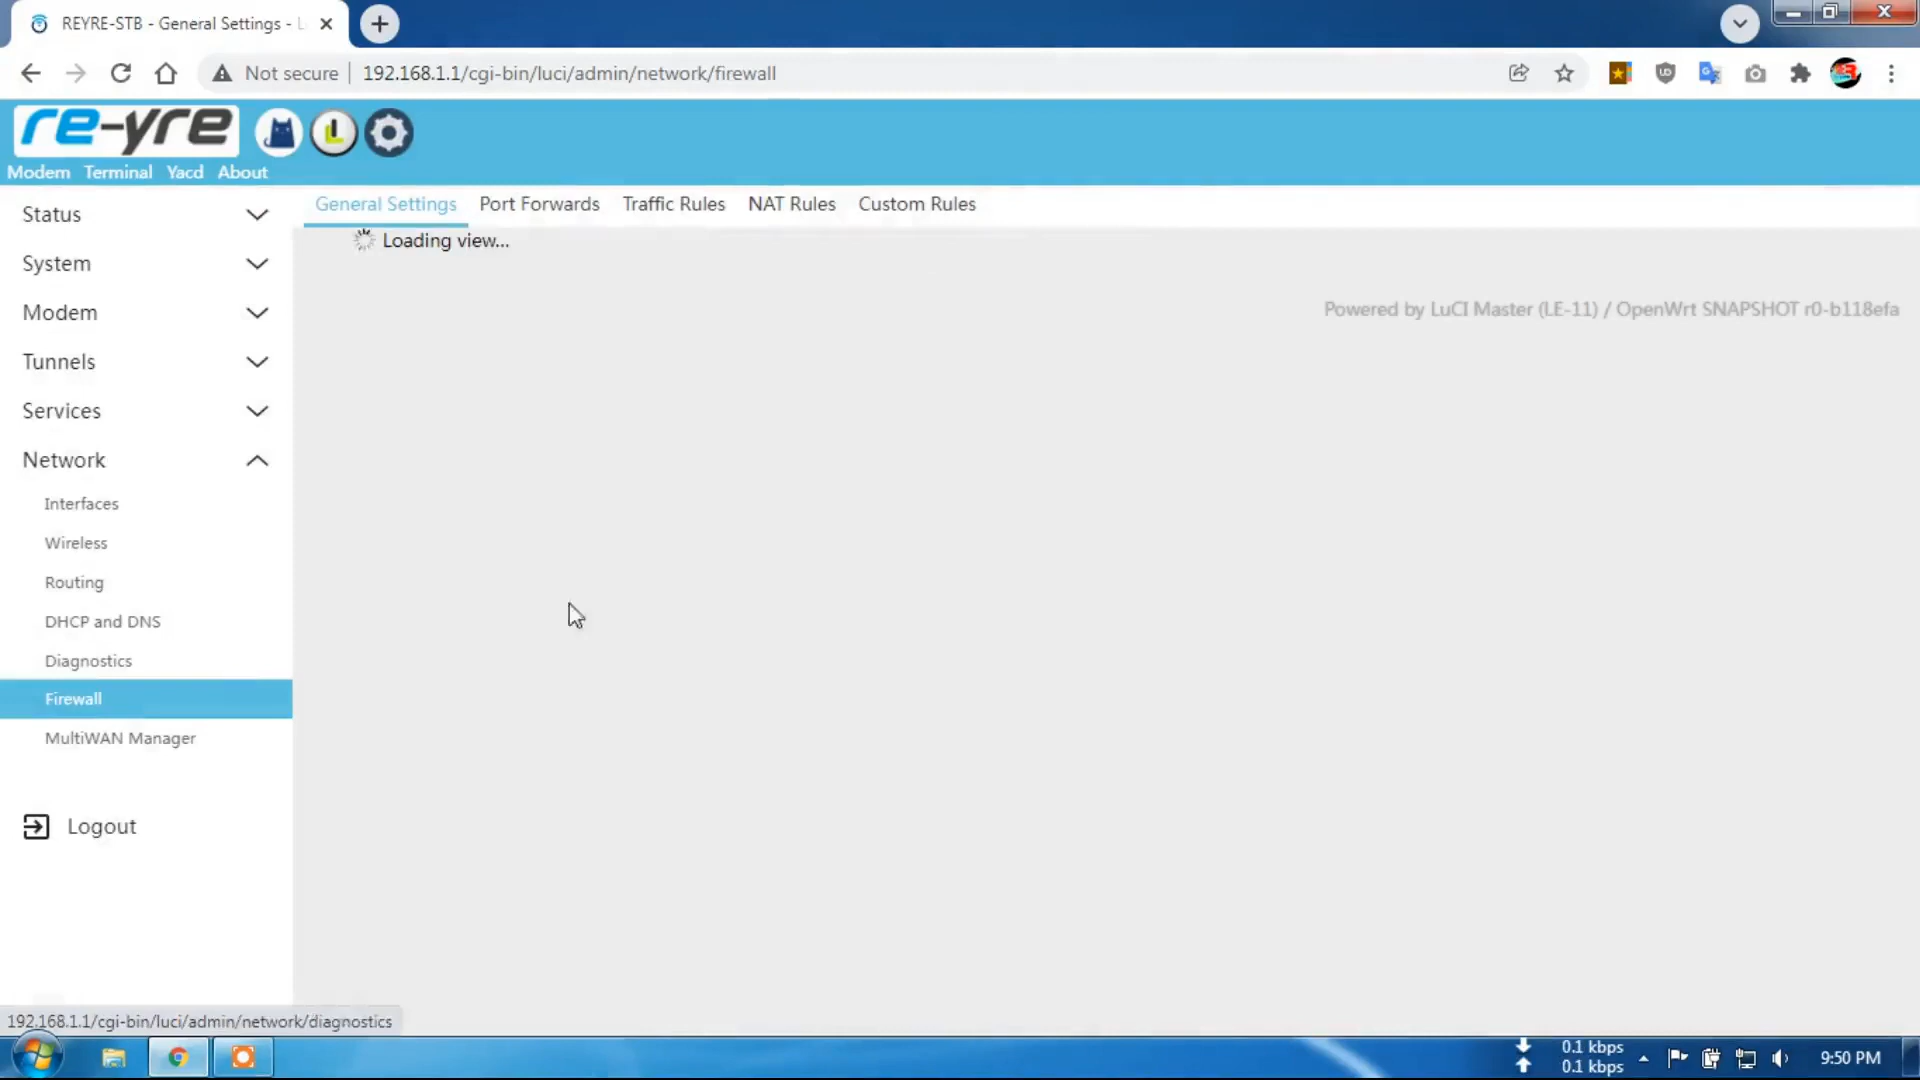 REYRE-STB - General Settings - L
Not secure
192.168.1.1/cgi-bin/luci/admin/network/firewall
re-yre
L
Modem Terminal Yacd About
Status
General Settings Port Forwards Traffic Rules NAT Rules Custom Rules
Loading view...
System
Powered by LuCI Master (LE-11) / OpenWrt SNAPSHOT r0-b118efa
Modem
Tunnels
Services
Network
Interfaces
Wireless
Routing
DHCP and DNS
Diagnostics
Firewall
MultiWAN Manager
Logout
192.168.1.1/cgi-bin/luci/admin/network/diagnostics
0.1 kbps
0.1 kbps
9:50 PM